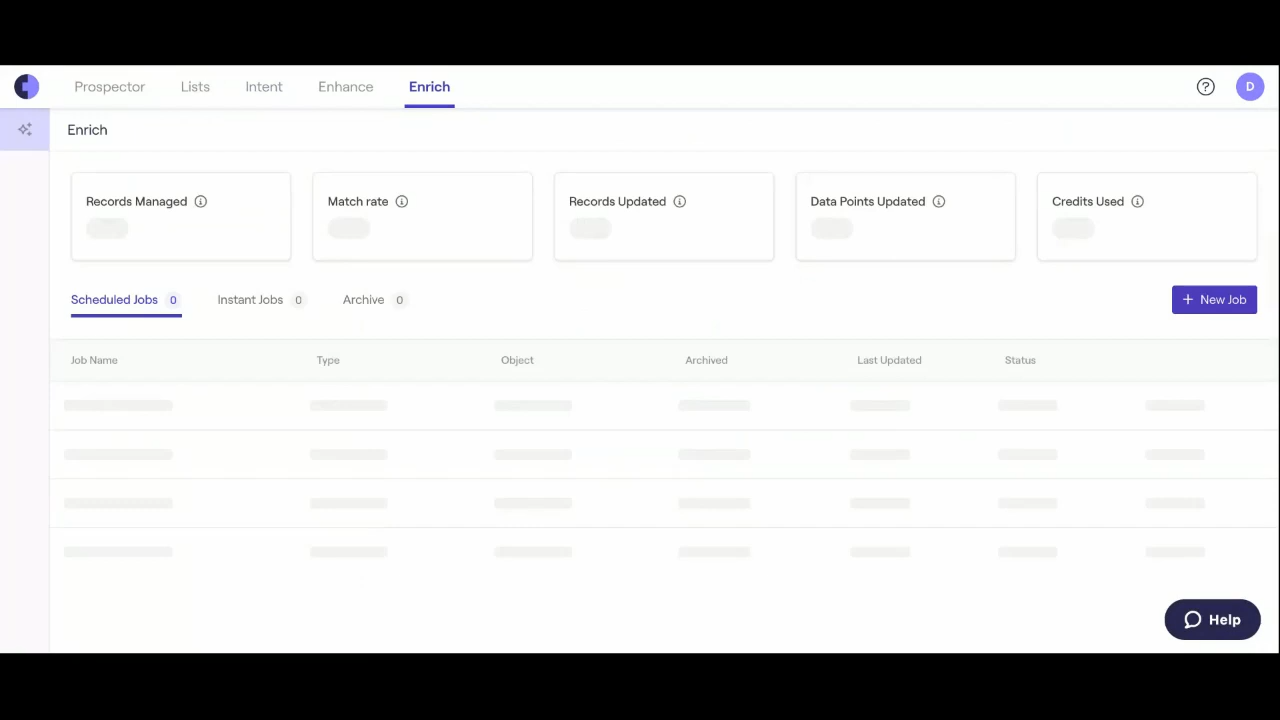 Prospector Lists Intent Enhance Enrich ? D
Enrich
Records Managed Match rate Records Updated Data Points Updated Credits Used
Scheduled Jobs 0 Instant Jobs 0 Archive 0 + New Job
Job Name Type Object Archived Last Updated Status
Help